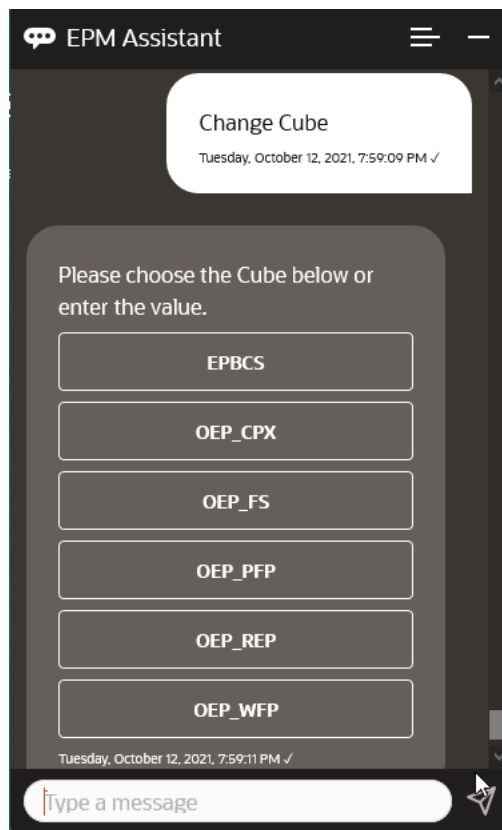 EPM Assistant
Change Cube
Tuesday, October 12, 2021, 7:59:09 PM ✓
Please choose the Cube below or
enter the value.
EPBCS
OEP_CPX
OEP_FS
OEP_PFP
OEP_REP
OEP_WFP
Tuesday, October 12, 2021, 7:59:11 PM ✓
Type a message